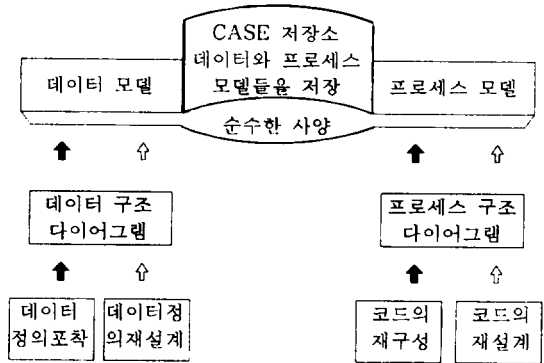 CASE 저장소
데이터와 프로세스
모델들을 저장
데이터 모델
프로세스 모델
순수한 사양
데이터 구조
다이어그램
프로세스 구조
다이어그램
데이터
정의포착
데이터정
의재설계
코드의
재구성
코드의
재설계